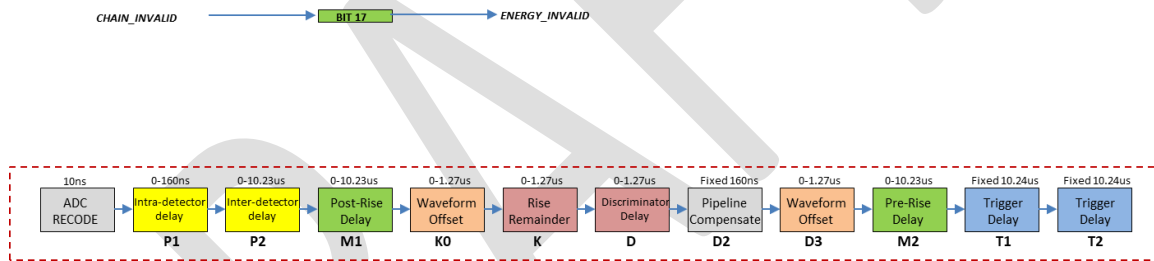 CHAIN_INVALID BIT 17 ENERGY_INVALID
10ns 0-160ns 0-10.23us 0-10.23us 0-1.27us 0-1.27us 0-1.27us Fixed 160ns 0-1.27us 0-10.23us Fixed 10.24us Fixed 10.24us
ADC Intra-detector Inter-detector Post-Rise Waveform Rise Discriminator Pipeline Waveform Pre-Rise Trigger Trigger
RECODE delay delay Delay Offset Remainder Delay Compensate Offset Delay Delay Delay
P1 P2 M1 K0 K D D2 D3 M2 T1 T2